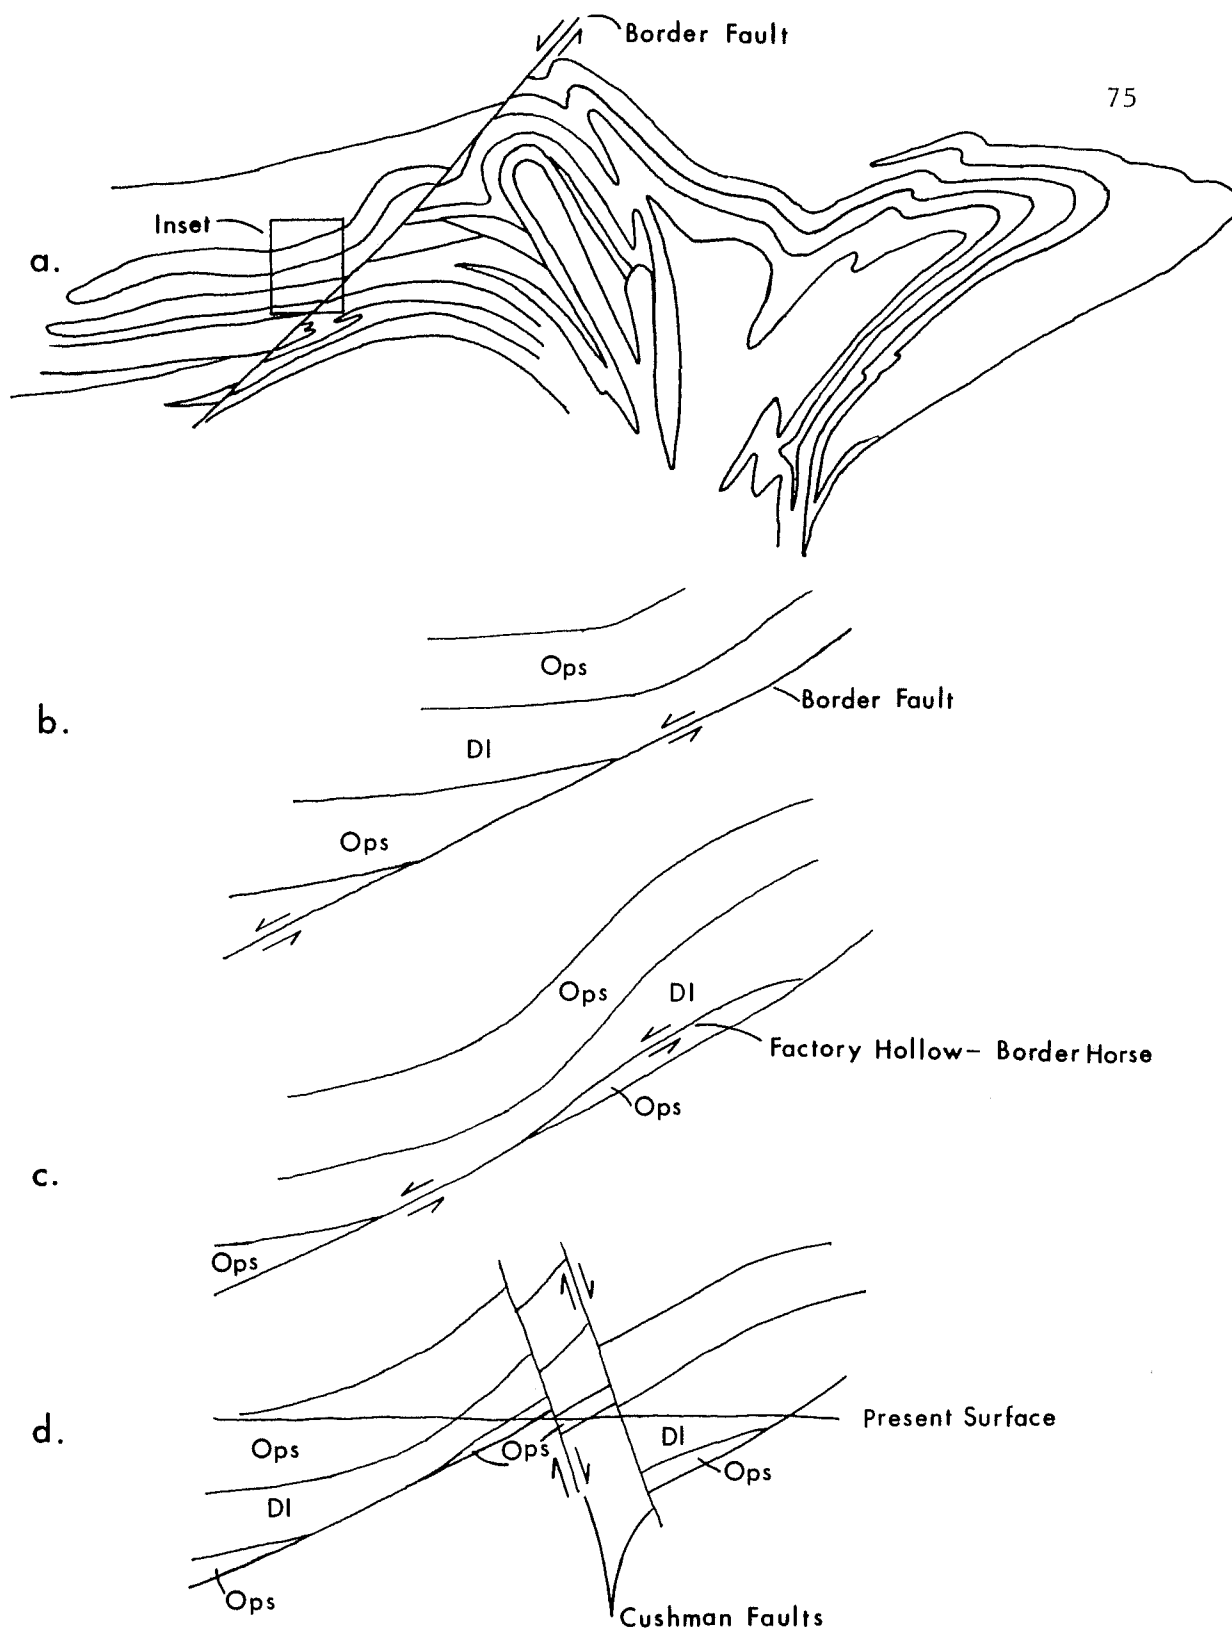 Border Fault
75
Inset
a.
Ops
b.
Border Fault
Dl
Ops
Ops
Dl
Factory Hollow– Border Horse
Ops
c.
Ops
d.
Present Surface
Ops
Ops
Dl
Ops
Dl
Ops
Cushman Faults